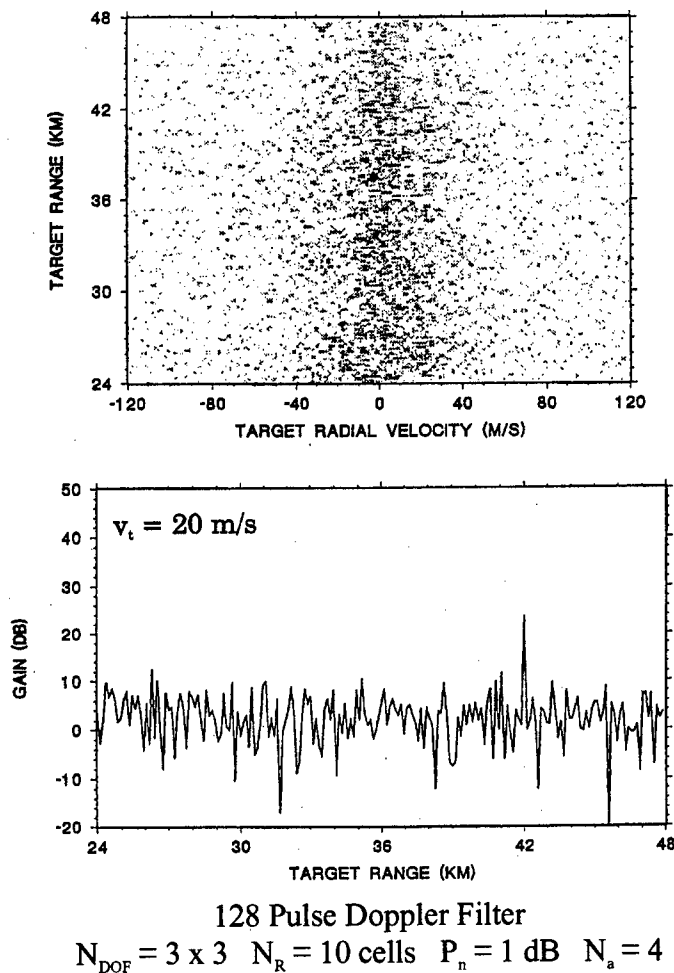 48
42
36
30
24
TARGET RANGE (KM)
-120 -80 -40 0 40 80 120
TARGET RADIAL VELOCITY (M/S)
50
40
30
20
10
0
-10
-20
GAIN (DB)
v_t = 20 m/s
24 30 36 42 48
TARGET RANGE (KM)
128 Pulse Doppler Filter
N_DOF = 3 x 3 N_R = 10 cells P_n = 1 dB N_a = 4